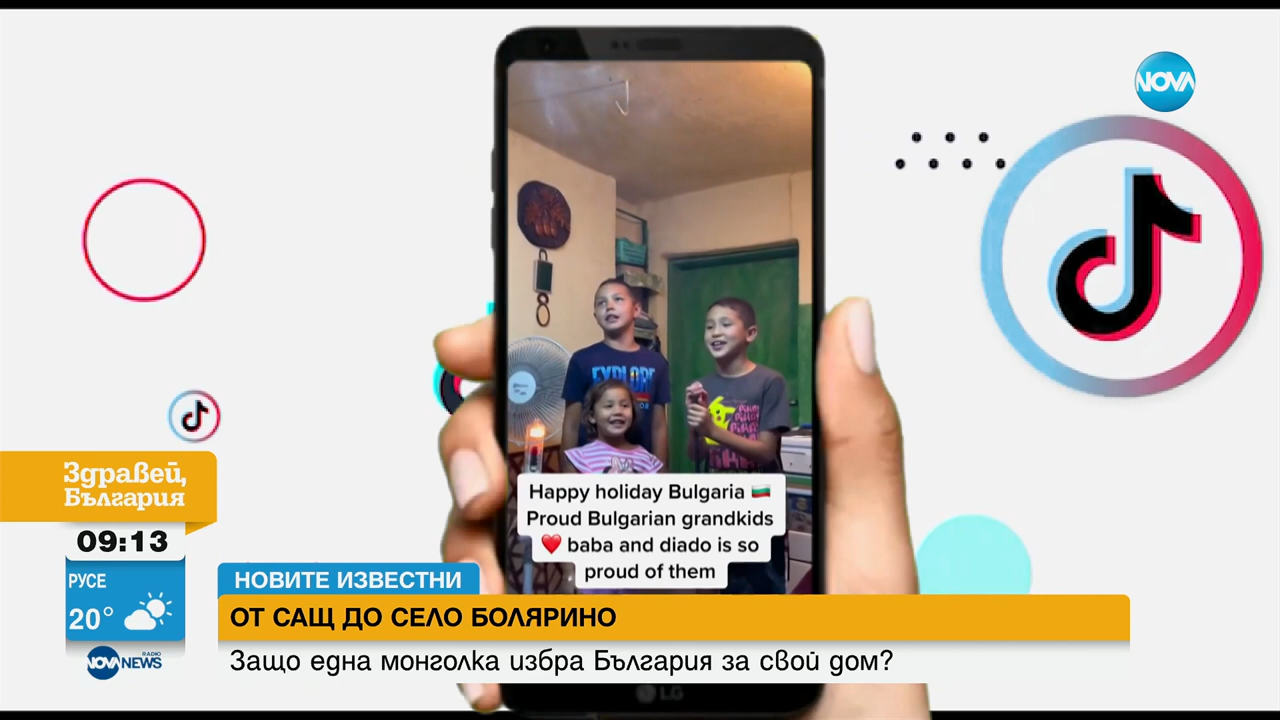 NOVA
EXPLORE
Happy holiday Bulgaria
Proud Bulgarian grandkids
baba and diado is so
proud of them
Здравей,
България
09:13
РУСЕ
20°
NOVA NEWS
RADIO
НОВИТЕ ИЗВЕСТНИ
ОТ САЩ ДО СЕЛО БОЛЯРИНО
Защо една монголка избра България за свой дом?
LG